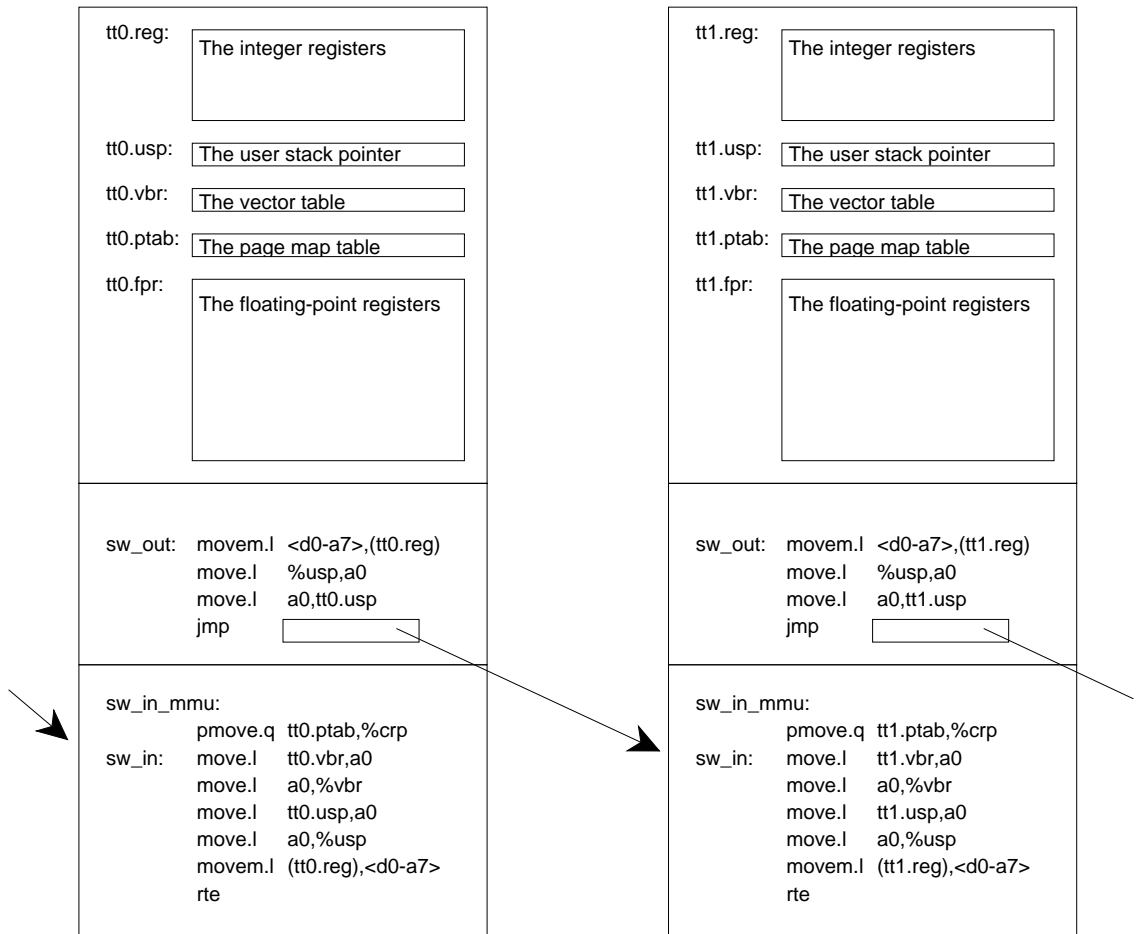 tt0.reg: The integer registers
tt0.usp: The user stack pointer
tt0.vbr: The vector table
tt0.ptab: The page map table
tt0.fpr: The floating-point registers
sw_out: movem.l <d0-a7>,(tt0.reg)
move.l %usp,a0
move.l a0,tt0.usp
jmp
sw_in_mmu:
pmove.q tt0.ptab,%crp
sw_in: move.l tt0.vbr,a0
move.l a0,%vbr
move.l tt0.usp,a0
move.l a0,%usp
movem.l (tt0.reg),<d0-a7>
rte
tt1.reg: The integer registers
tt1.usp: The user stack pointer
tt1.vbr: The vector table
tt1.ptab: The page map table
tt1.fpr: The floating-point registers
sw_out: movem.l <d0-a7>,(tt1.reg)
move.l %usp,a0
move.l a0,tt1.usp
jmp
sw_in_mmu:
pmove.q tt1.ptab,%crp
sw_in: move.l tt1.vbr,a0
move.l a0,%vbr
move.l tt1.usp,a0
move.l a0,%usp
movem.l (tt1.reg),<d0-a7>
rte